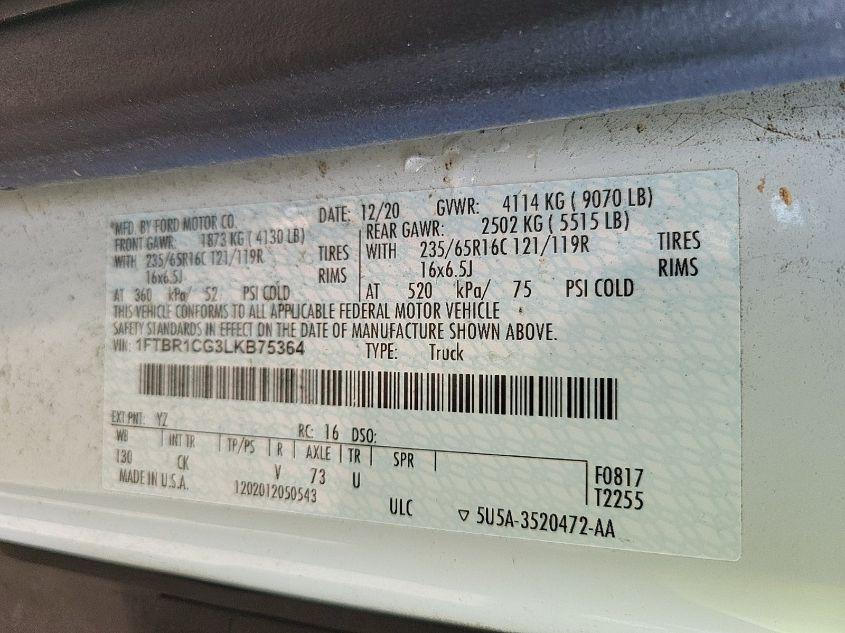 *MFD. BY FORD MOTOR CO. DATE: 12/20 GVWR: 4114 KG ( 9070 LB)
FRONT GAWR: 1873 KG ( 4130 LB) REAR GAWR: 2502 KG ( 5515 LB)
WITH 235/65R16C 121/119R TIRES WITH 235/65R16C 121/119R TIRES
16x6.5J RIMS 16x6.5J RIMS
AT 360 kPa/ 52 PSI COLD AT 520 kPa/ 75 PSI COLD
THIS VEHICLE CONFORMS TO ALL APPLICABLE FEDERAL MOTOR VEHICLE
SAFETY STANDARDS IN EFFECT ON THE DATE OF MANUFACTURE SHOWN ABOVE.
VIN: 1FTBR1CG3LKB75364 TYPE: Truck
EXT PNT: YZ RC: 16 DSO:
WB INT TR TP/PS R AXLE TR SPR
130 CK V 73 U F0817
MADE IN U.S.A. 1202012050543 T2255
ULC ▽ 5U5A-3520472-AA